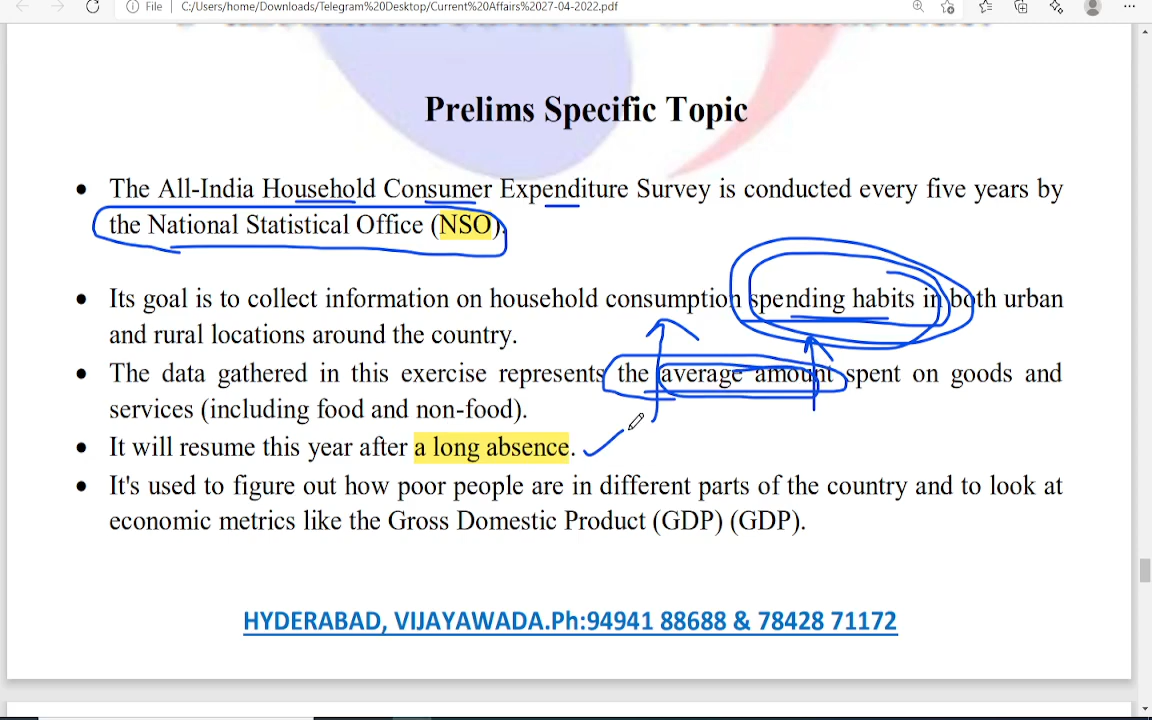 File | C:/Users/home/Downloads/Telegram%20Desktop/Current%20Affairs%2027-04-2022.pdf
Prelims Specific Topic
• The All-India Household Consumer Expenditure Survey is conducted every five years by
the National Statistical Office (NSO).
• Its goal is to collect information on household consumption spending habits in both urban
and rural locations around the country.
• The data gathered in this exercise represents the average amount spent on goods and
services (including food and non-food).
• It will resume this year after a long absence.
• It's used to figure out how poor people are in different parts of the country and to look at
economic metrics like the Gross Domestic Product (GDP) (GDP).
HYDERABAD, VIJAYAWADA.Ph:94941 88688 & 78428 71172